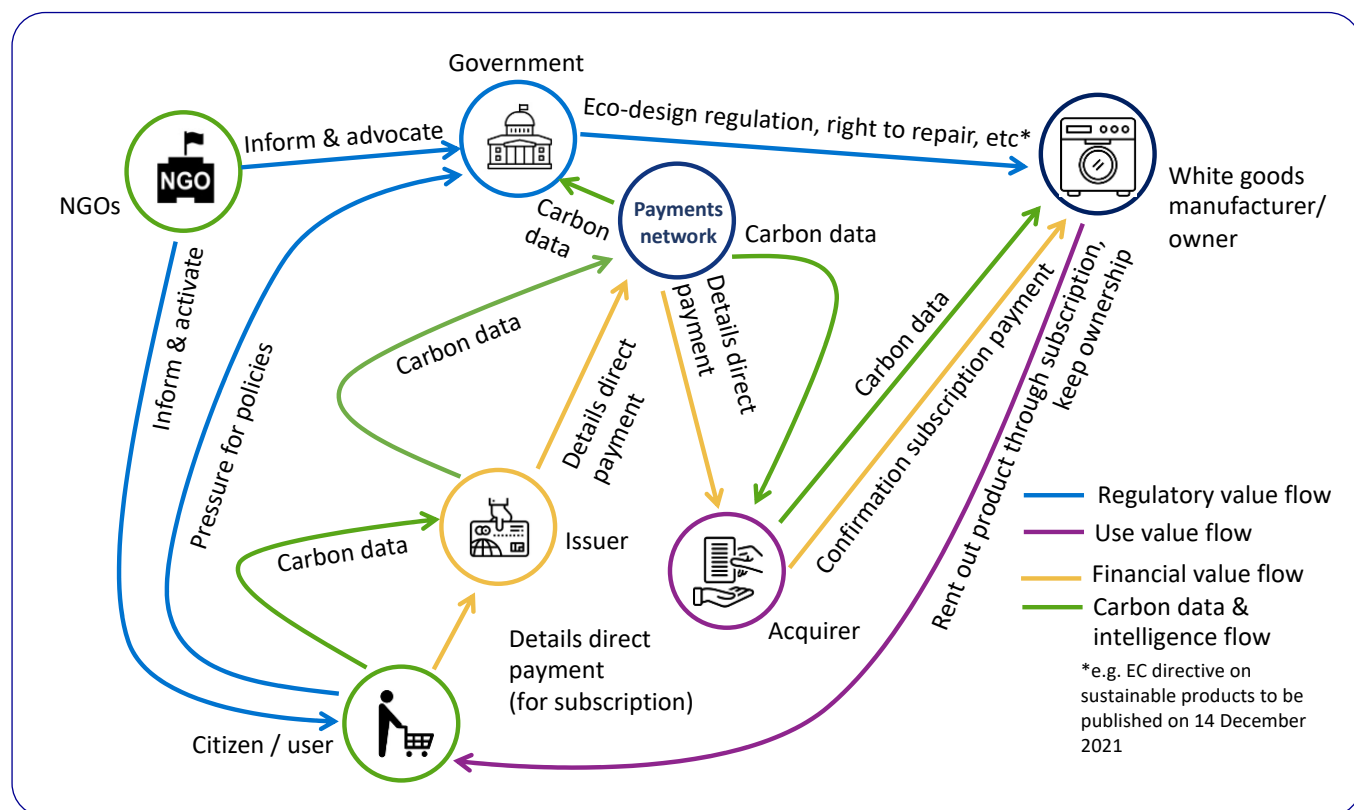 Government
Inform & advocate
Eco-design regulation, right to repair, etc*
NGO
NGOs
White goods
manufacturer/
owner
Payments
network
Carbon
data
Carbon data
Inform & activate
Pressure for policies
Carbon data
Details direct
payment
Details direct
payment
Carbon data
Confirmation subscription payment
Rent out product through subscription,
keep ownership
Carbon data
Issuer
Acquirer
Details direct
payment
(for subscription)
Citizen / user
Regulatory value flow
Use value flow
Financial value flow
Carbon data &
intelligence flow
*e.g. EC directive on
sustainable products to be
published on 14 December
2021